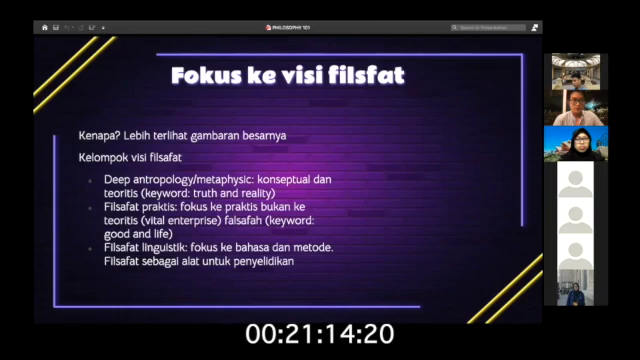 PHILOSOPHY 101
Search in Presentation
Fokus ke visi filsfat
Kenapa? Lebih terlihat gambaran besarnya
Kelompok visi filsafat
Deep antropology/metaphysic: konseptual dan
teoritis (keyword: truth and reality)
Filsafat praktis: fokus ke praktis bukan ke
teoritis (vital enterprise) falsafah (keyword:
good and life)
Filsafat linguistik: fokus ke bahasa dan metode.
Filsafat sebagai alat untuk penyelidikan
00:21:14:20